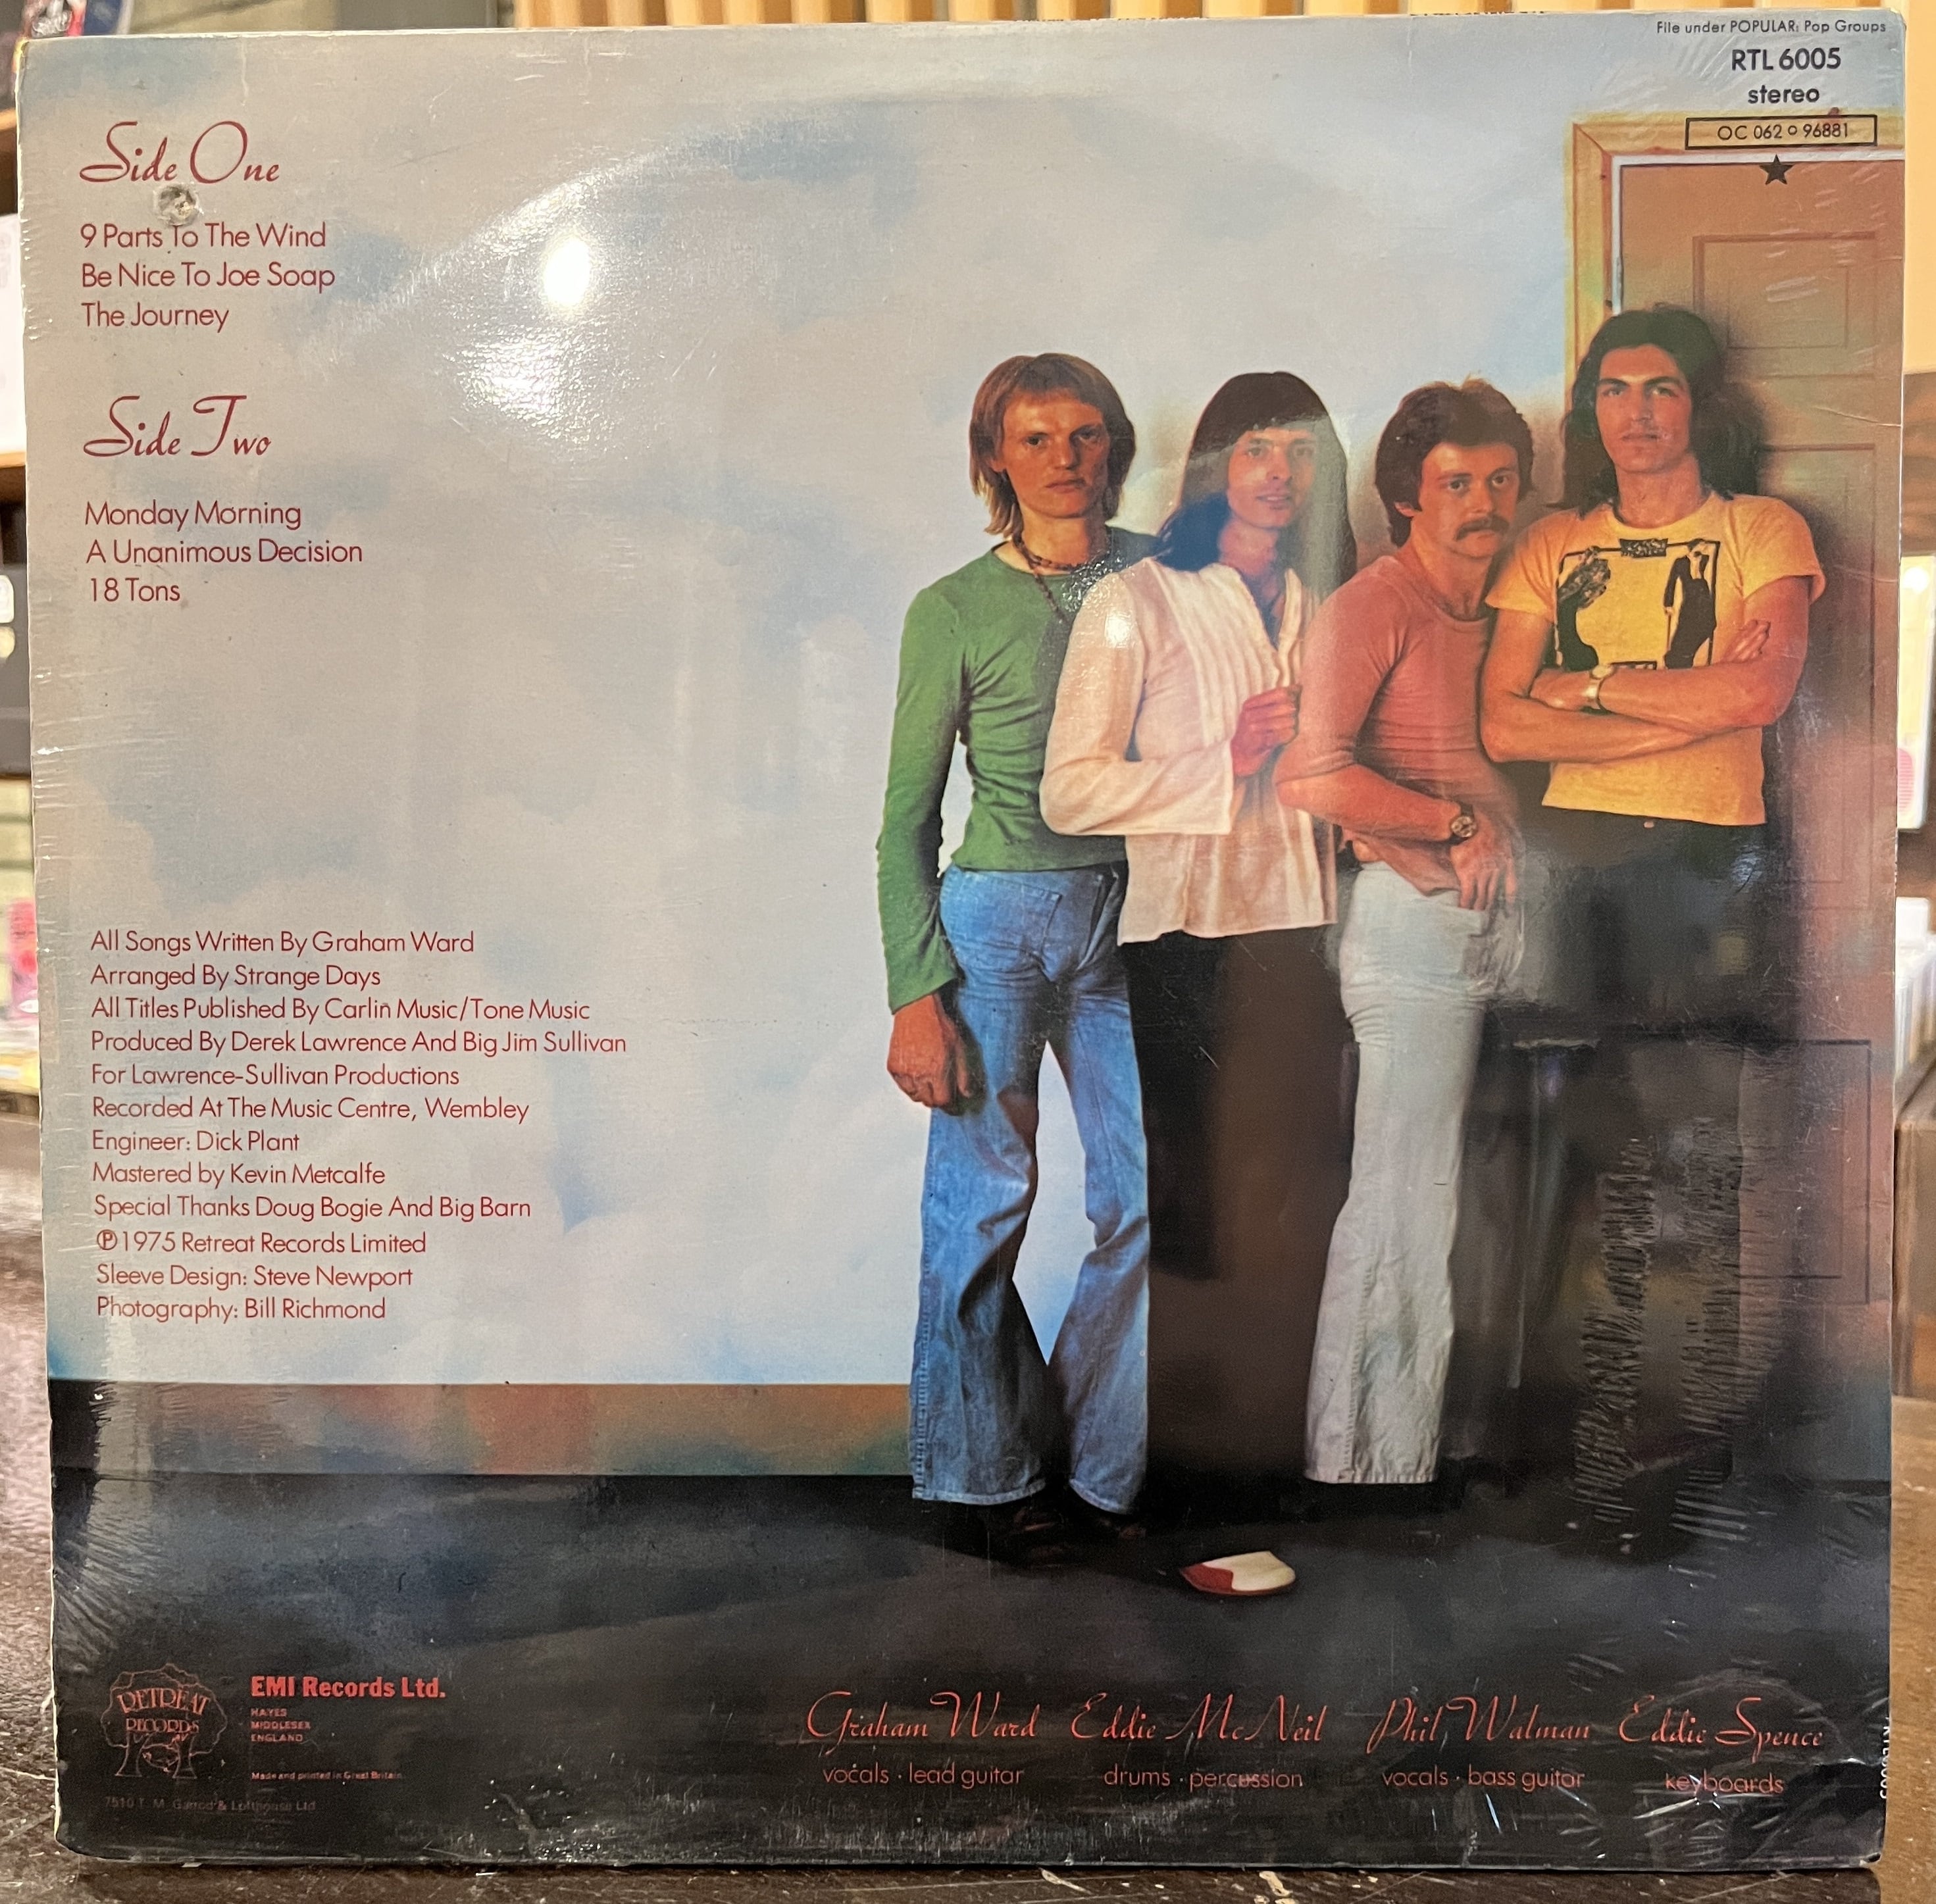 File under POPULAR: Pop Groups
RTL 6005
stereo
OC 062 o 96881
Side One
9 Parts To The Wind
Be Nice To Joe Soap
The Journey
Side Two
Monday Morning
A Unanimous Decision
18 Tons
All Songs Written By Graham Ward
Arranged By Strange Days
All Titles Published By Carlin Music/Tone Music
Produced By Derek Lawrence And Big Jim Sullivan
For Lawrence-Sullivan Productions
Recorded At The Music Centre, Wembley
Engineer: Dick Plant
Mastered by Kevin Metcalfe
Special Thanks Doug Bogie And Big Barn
℗1975 Retreat Records Limited
Sleeve Design: Steve Newport
Photography: Bill Richmond
RETREAT
RECORDS
EMI Records Ltd.
HAYES
MIDDLESEX
ENGLAND
Made and printed in Great Britain
7510 T. M. Garrod & Lofthouse Ltd
Graham Ward Eddie McNeil Phil Walman Eddie Spence
vocals · lead guitar drums · percussion vocals · bass guitar keyboards